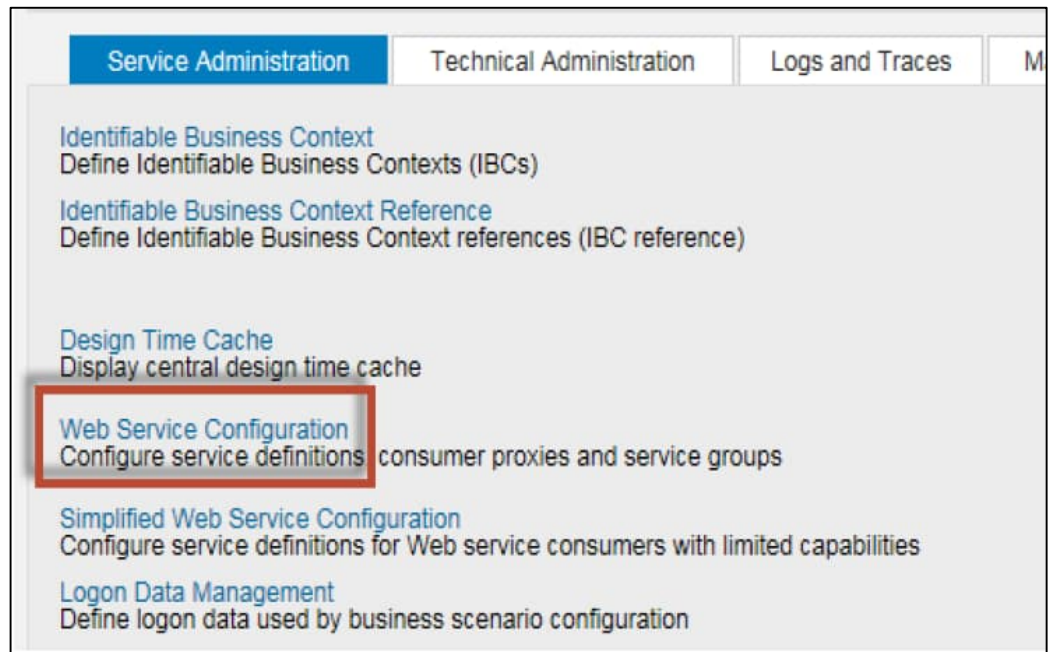 Service Administration Technical Administration Logs and Traces
Identifiable Business Context
Define Identifiable Business Contexts (IBCs)
Identifiable Business Context Reference
Define Identifiable Business Context references (IBC reference)
Design Time Cache
Display central design time cache
Web Service Configuration
Configure service definitions, consumer proxies and service groups
Simplified Web Service Configuration
Configure service definitions for Web service consumers with limited capabilities
Logon Data Management
Define logon data used by business scenario configuration